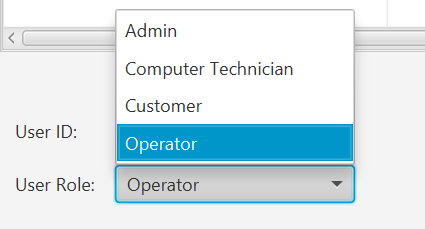 Admin
Computer Technician
Customer
User ID:
Operator
User Role:
Operator